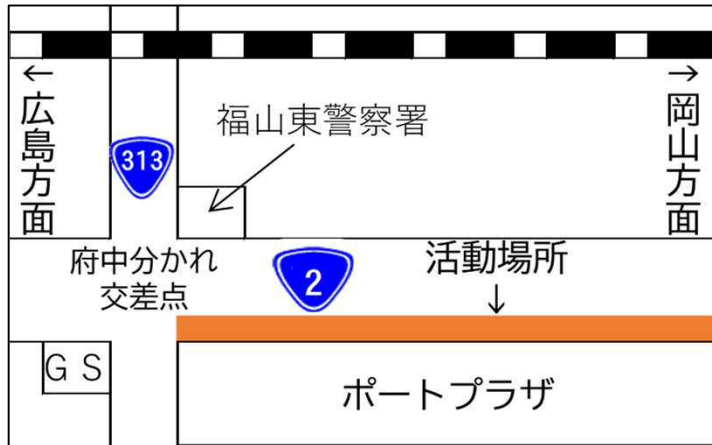 ←
広島方面
→
岡山方面
福山東警察署
313
府中分かれ
交差点
2
活動場所
↓
GS
ポートプラザ